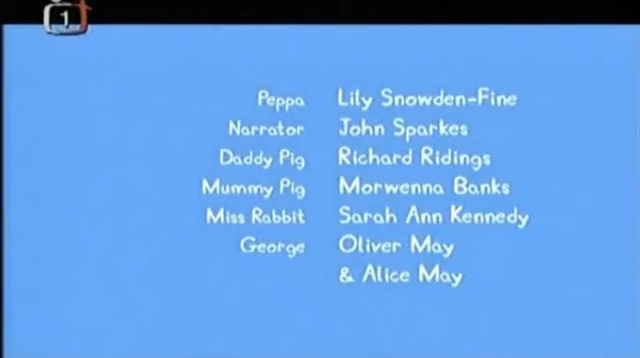 1
Peppa Lily Snowden-Fine
Narrator John Sparkes
Daddy Pig Richard Ridings
Mummy Pig Morwenna Banks
Miss Rabbit Sarah Ann Kennedy
George Oliver May
& Alice May